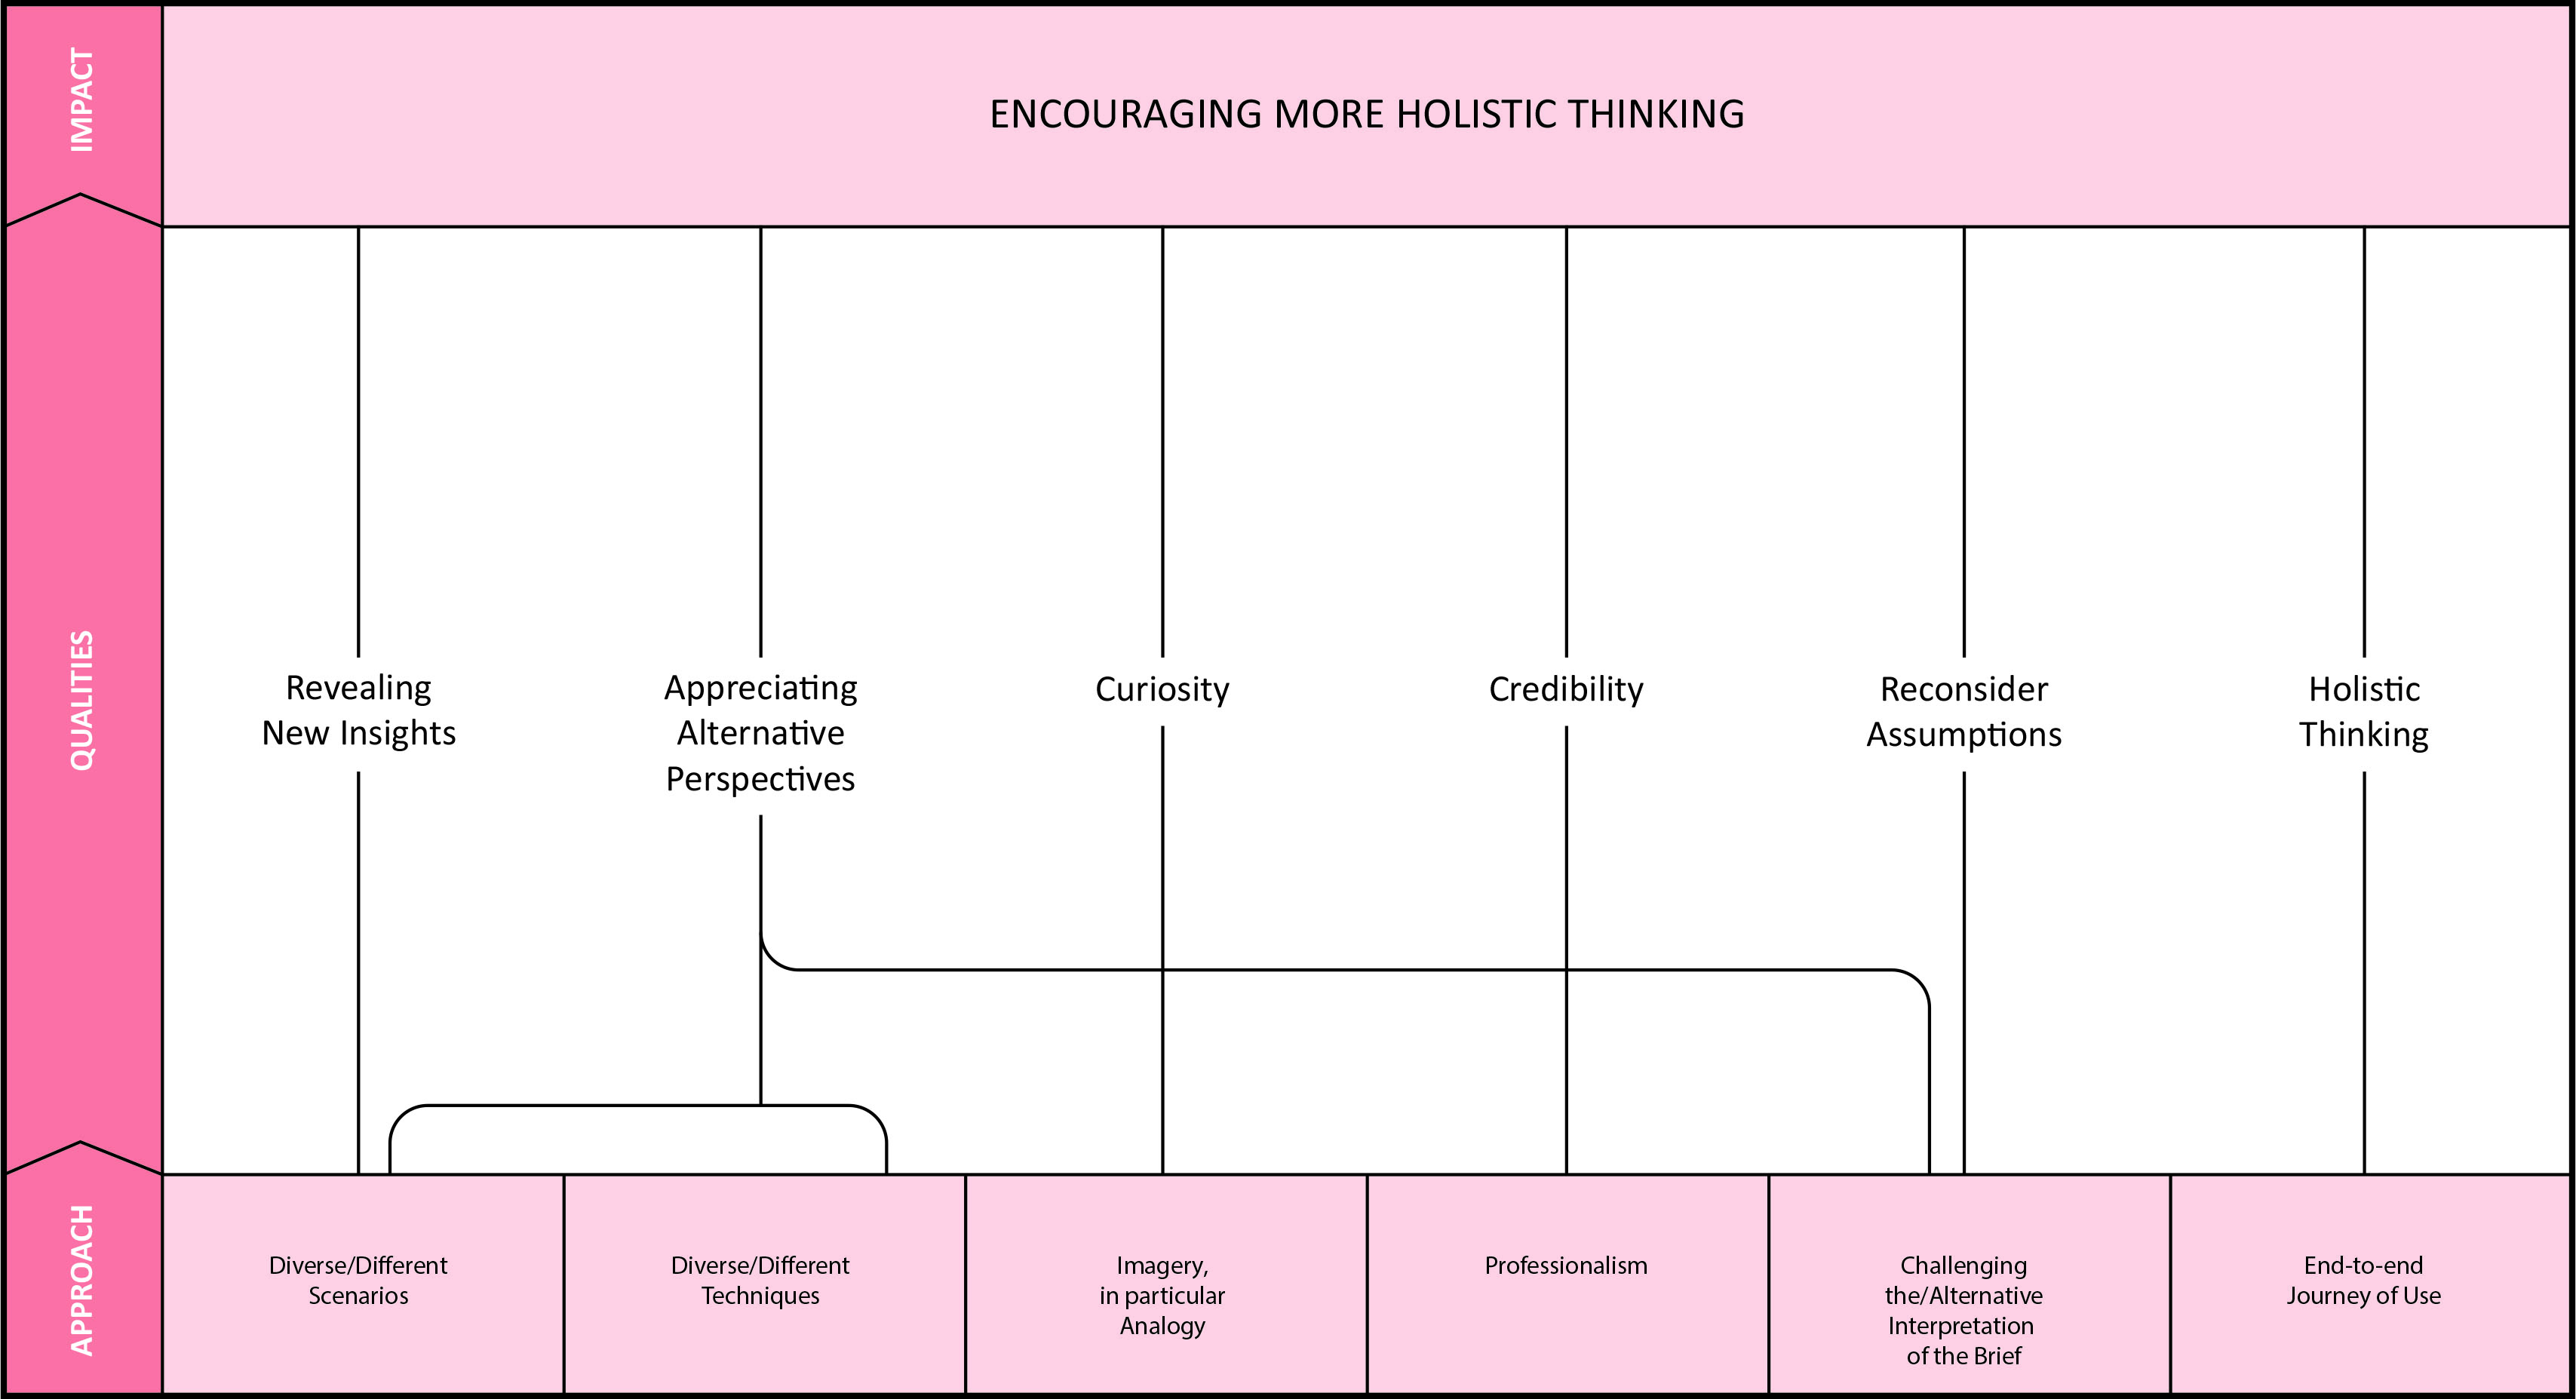 IMPACT
ENCOURAGING MORE HOLISTIC THINKING
QUALITIES
Revealing
New Insights
Appreciating
Alternative
Perspectives
Curiosity
Credibility
Reconsider
Assumptions
Holistic
Thinking
APPROACH
Diverse/Different
Scenarios
Diverse/Different
Techniques
Imagery,
in particular
Analogy
Professionalism
Challenging
the/Alternative
Interpretation
of the Brief
End-to-end
Journey of Use